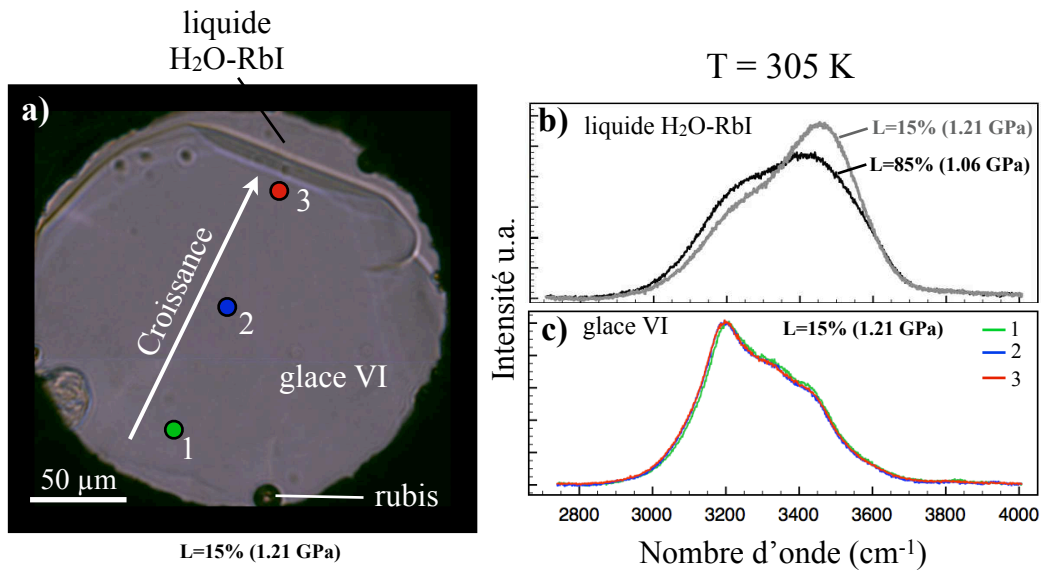 liquide
H₂O-RbI
T = 305 K
a)
3
Croissance
2
glace VI
1
50 µm
rubis
L=15% (1.21 GPa)
b)
liquide H₂O-RbI
L=15% (1.21 GPa)
L=85% (1.06 GPa)
Intensité u.a.
c)
glace VI
L=15% (1.21 GPa)
1
2
3
2800 3000 3200 3400 3600 3800 4000
Nombre d’onde (cm⁻¹)